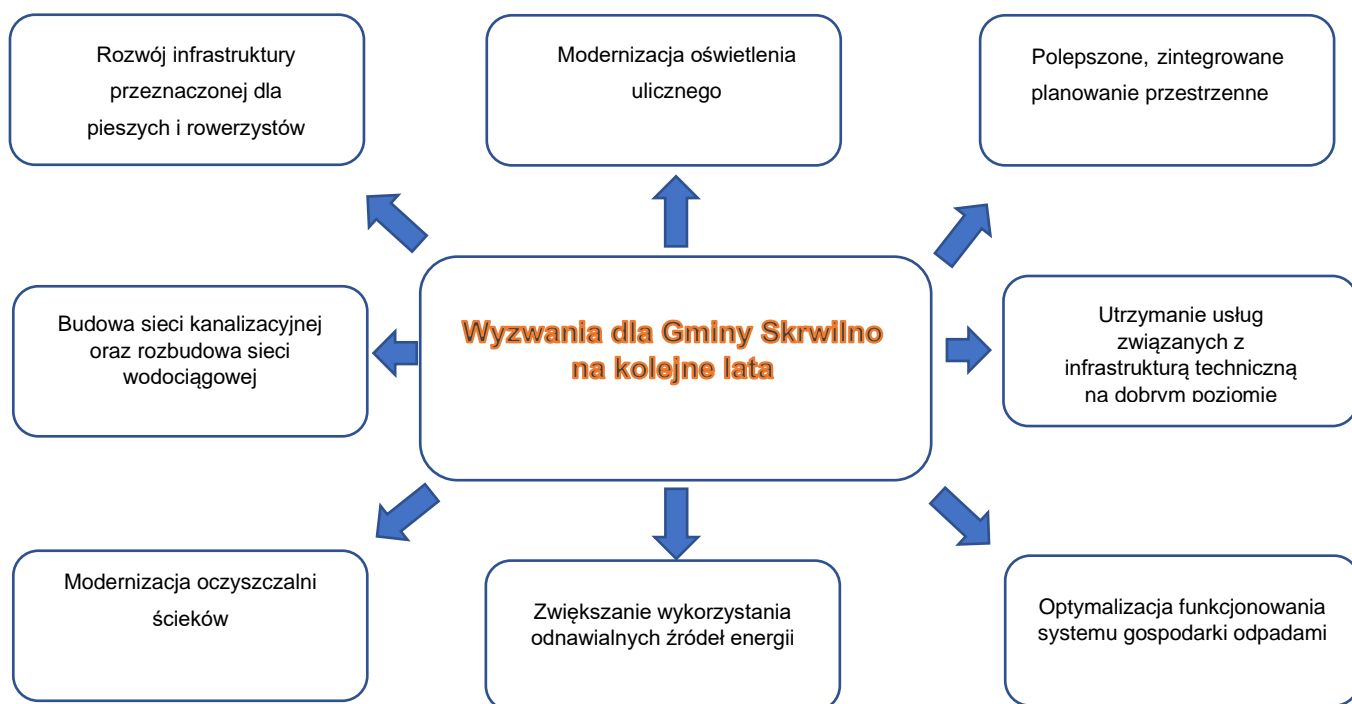 Rozwój infrastruktury
przeznaczonej dla
pieszych i rowerzystów
Modernizacja oświetlenia
ulicznego
Polepszone, zintegrowane
planowanie przestrzenne
Budowa sieci kanalizacyjnej
oraz rozbudowa sieci
wodociągowej
Wyzwania dla Gminy Skrwilno
na kolejne lata
Utrzymanie usług
związanych z
infrastrukturą techniczną
na dobrym poziomie
Modernizacja oczyszczalni
ścieków
Zwiększanie wykorzystania
odnawialnych źródeł energii
Optymalizacja funkcjonowania
systemu gospodarki odpadami